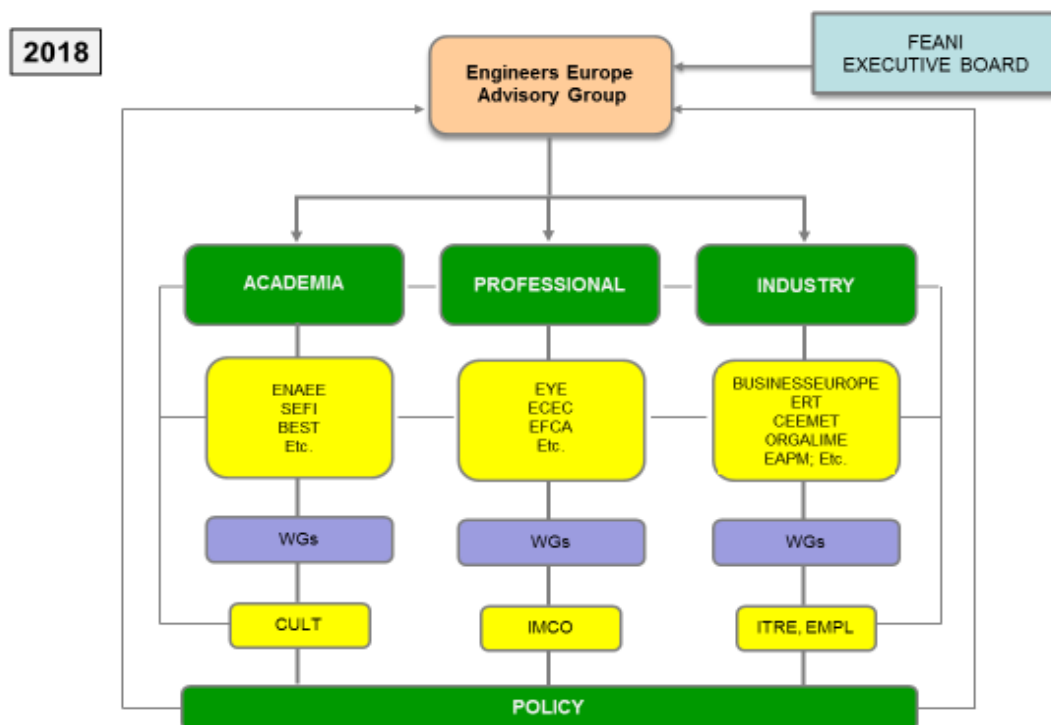 2018
FEANI
EXECUTIVE BOARD
Engineers Europe
Advisory Group
ACADEMIA
PROFESSIONAL
INDUSTRY
ENAEE
SEFI
BEST
Etc.
EYE
ECEC
EFCA
Etc.
BUSINESSEUROPE
ERT
CEEMET
ORGALIME
EAPM; Etc.
WGs
WGs
WGs
CULT
IMCO
ITRE, EMPL
POLICY